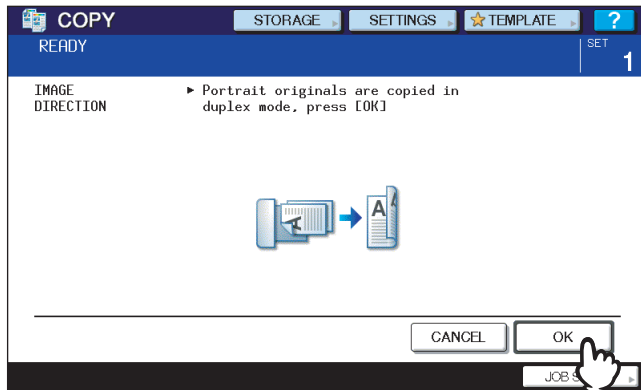 COPY
STORAGE
SETTINGS
TEMPLATE
?
READY
SET
1
IMAGE
DIRECTION
► Portrait originals are copied in
duplex mode, press [OK]
A
A
A
CANCEL
OK
JOB S